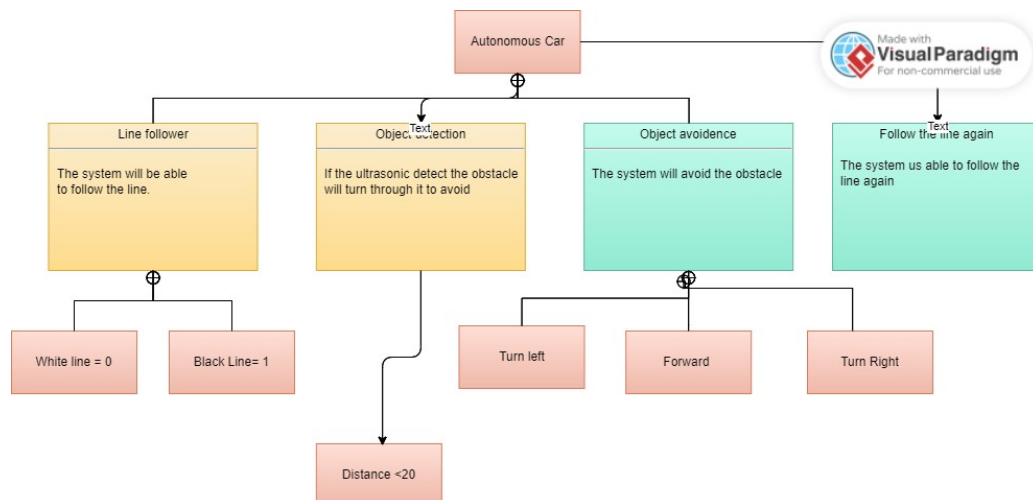 Autonomous Car
Made with
VisualParadigm
For non-commercial use
Line follower
The system will be able
to follow the line.
Text
Object detection
If the ultrasonic detect the obstacle
will turn through it to avoid
Object avoidence
The system will avoid the obstacle
Text
Follow the line again
The system us able to follow the
line again
White line = 0
Black Line= 1
Turn left
Forward
Turn Right
Distance <20